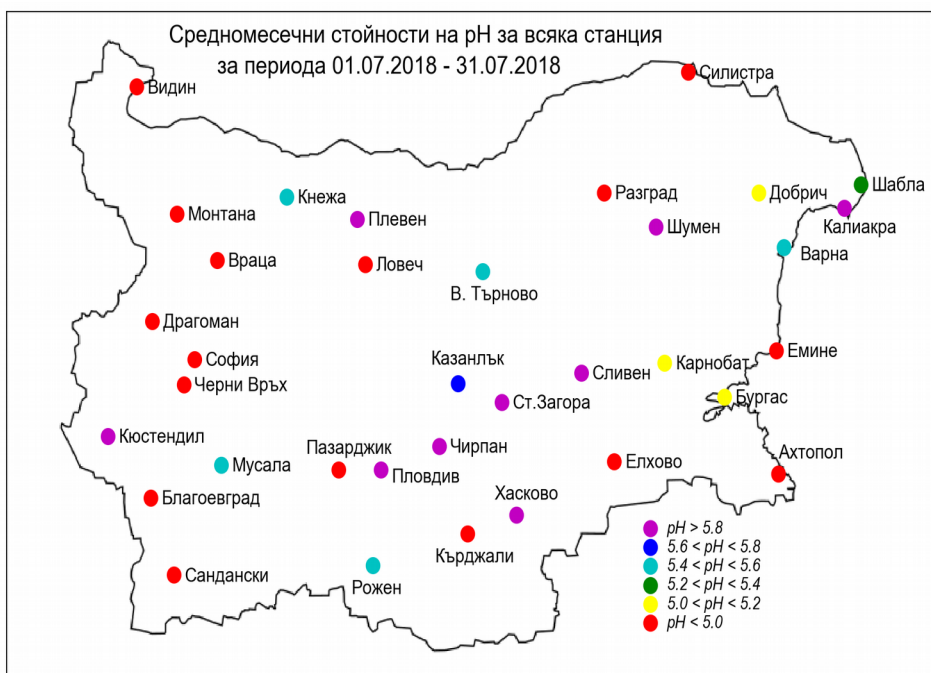 Средномесечни стойности на pH за всяка станция
за периода 01.07.2018 - 31.07.2018
Силистра
Видин
Шабла
Кнежа
Разград
Добрич
Монтана
Плевен
Шумен
Калиакра
Варна
Враца
Ловеч
В. Търново
Драгоман
Емине
София
Казанлък
Карнобат
Черни Връх
Сливен
Ст.Загора
Бургас
Кюстендил
Чирпан
Пазарджик
Ахтопол
Мусала
Пловдив
Елхово
Благоевград
Хасково
Кърджали
Сандански
Рожен
pH > 5.8
5.6 < pH < 5.8
5.4 < pH < 5.6
5.2 < pH < 5.4
5.0 < pH < 5.2
pH < 5.0